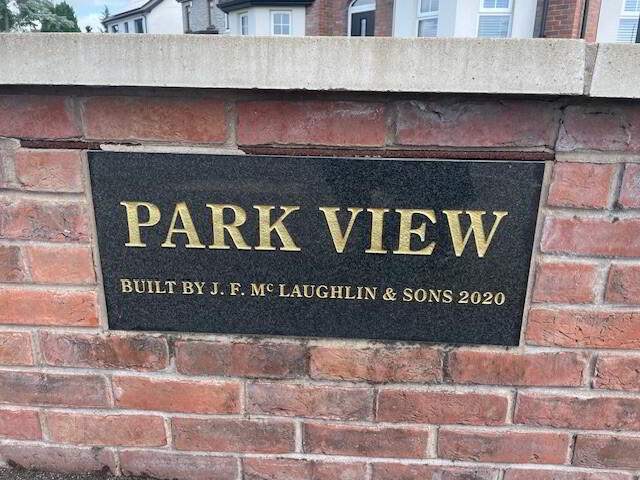 PARK VIEW
BUILT BY J. F. Mc LAUGHLIN & SONS 2020